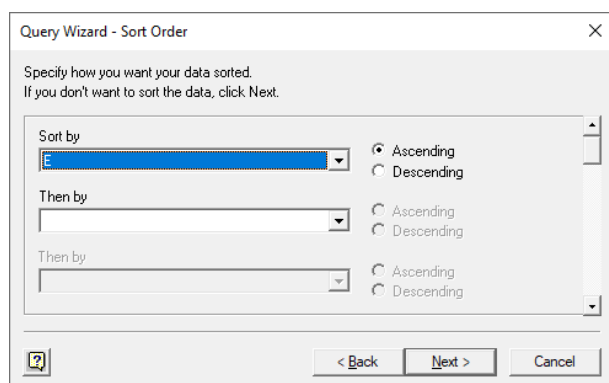 Query Wizard - Sort Order
Specify how you want your data sorted.
If you don't want to sort the data, click Next.
Sort by
E
Ascending
Descending
Then by
Ascending
Descending
Then by
Ascending
Descending
< Back
Next >
Cancel